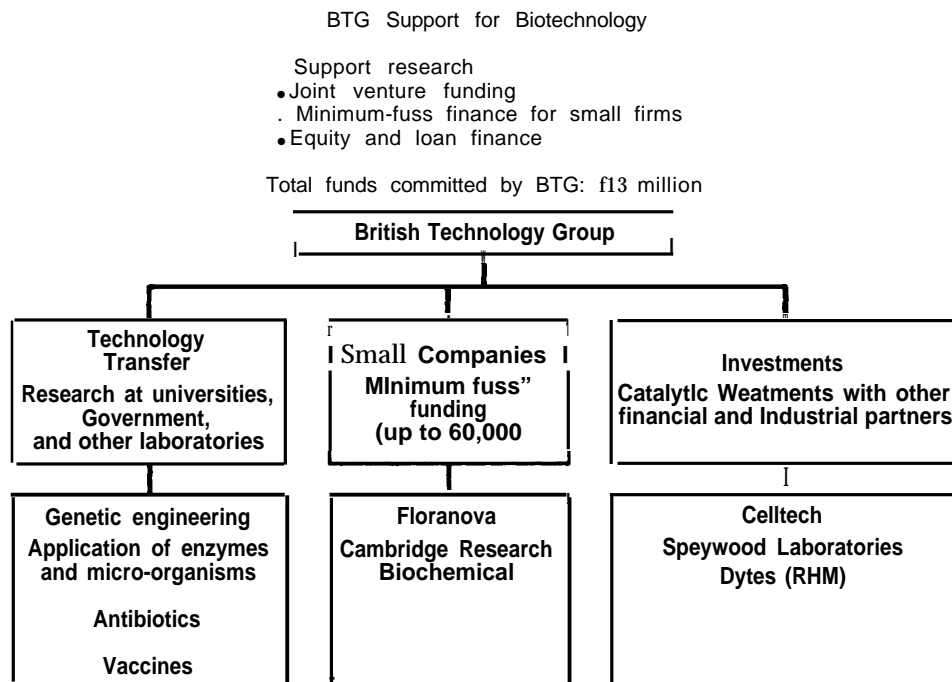 BTG Support for Biotechnology
Support research
• Joint venture funding
. Minimum-fuss finance for small firms
• Equity and loan finance
Total funds committed by BTG: f13 million
British Technology Group
Technology
Transfer
Research at universities,
Government,
and other laboratories
Small Companies
MInimum fuss”
funding
(up to 60,000
Investments
CatalytIc Weatments with other
financial and Industrial partners
Genetic engineering
Application of enzymes
and micro-organisms
Antibiotics
Vaccines
Floranova
Cambridge Research
Biochemical
Celltech
Speywood Laboratories
Dytes (RHM)